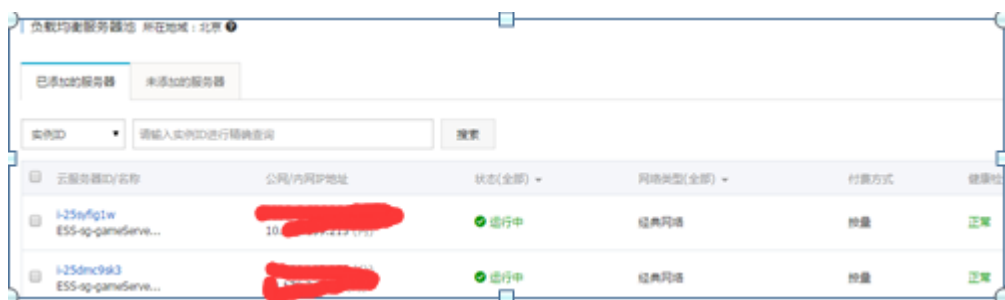 负载均衡服务器池 所在地域：北京
已添加的服务器 未添加的服务器
实例ID 请输入实例ID进行精确查询 搜索
云服务器ID/名称 公网/内网IP地址 状态(全部) 网络类型(全部) 付费方式 健康检
i-25syfig1w
ESS-sg-gameServe... 10. 运行中 经典网络 按量 正常
i-25dmc9sk3
ESS-sg-gameServe... 运行中 经典网络 按量 正常